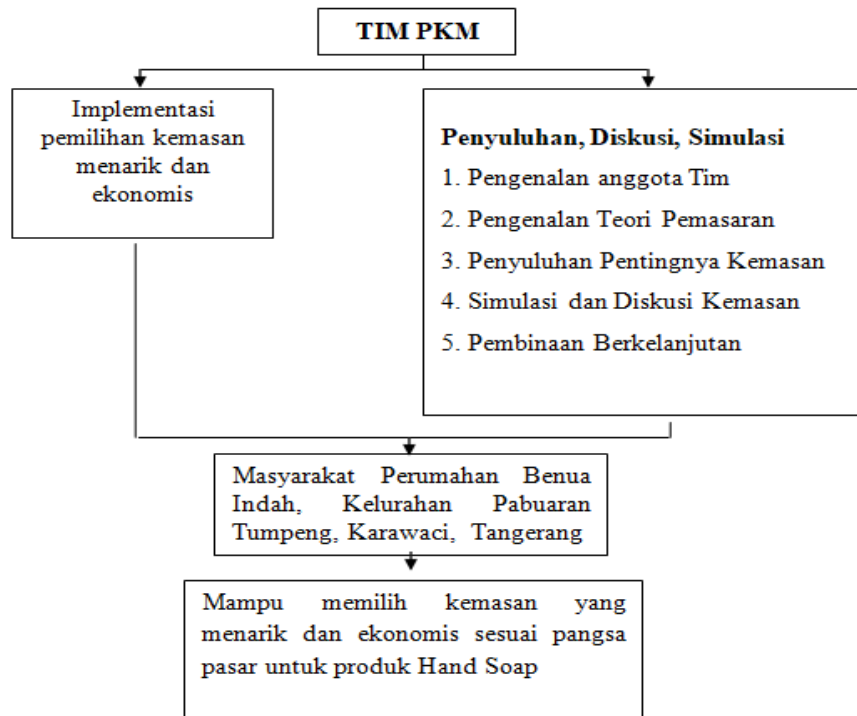 TIM PKM
Implementasi
pemilihan kemasan
menarik dan
ekonomis
Penyuluhan, Diskusi, Simulasi
1. Pengenalan anggota Tim
2. Pengenalan Teori Pemasaran
3. Penyuluhan Pentingnya Kemasan
4. Simulasi dan Diskusi Kemasan
5. Pembinaan Berkelanjutan
Masyarakat Perumahan Benua
Indah, Kelurahan Pabuaran
Tumpeng, Karawaci, Tangerang
Mampu memilih kemasan yang
menarik dan ekonomis sesuai pangsa
pasar untuk produk Hand Soap